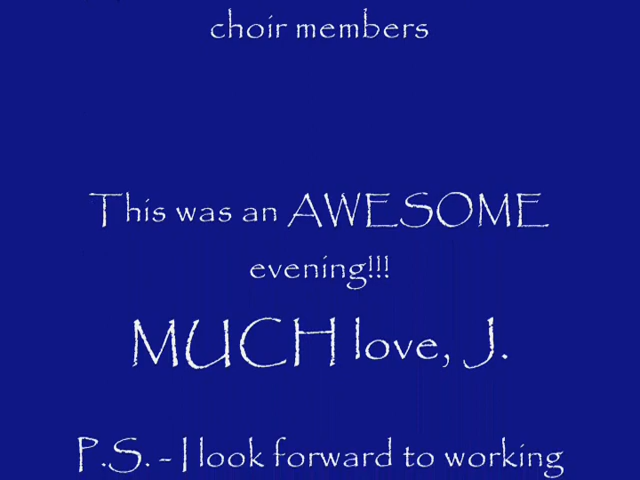 choir members
This was an AWESOME
evening!!!
MUCH love, J.
P.S. - I look forward to working